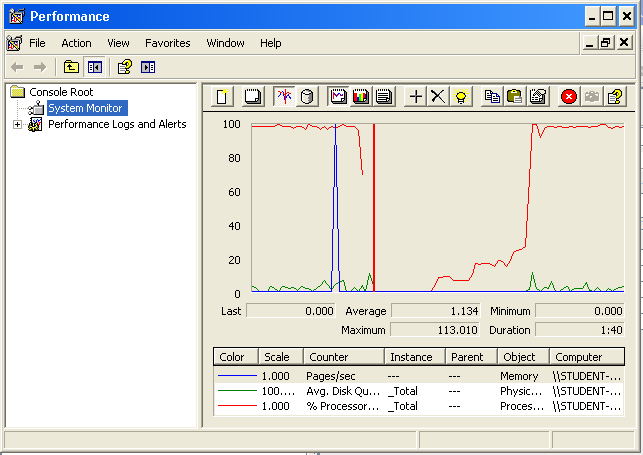 Performance
File Action View Favorites Window Help
Console Root
System Monitor
Performance Logs and Alerts
100
80
60
40
20
0
Last 0.000 Average 1.134 Minimum 0.000
Maximum 113.010 Duration 1:40
Color Scale Counter Instance Parent Object Computer
1.000 Pages/sec --- --- Memory \\STUDENT-...
100.... Avg. Disk Qu... _Total --- Physic... \\STUDENT-...
1.000 % Processor... _Total --- Proces... \\STUDENT-...